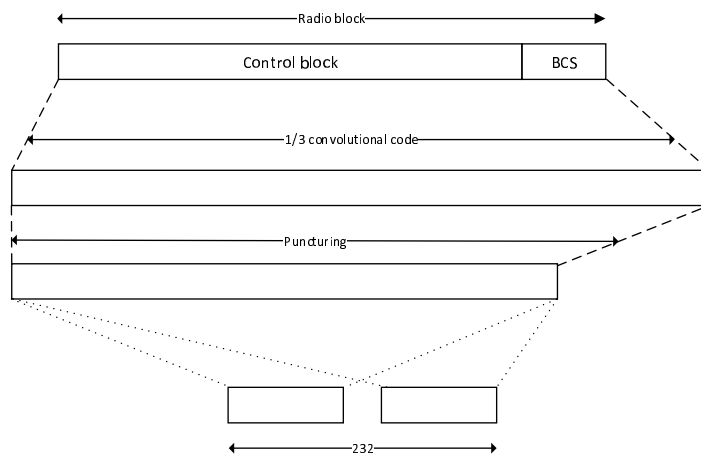 Radio block
Control block
BCS
1/3 convolutional code
Puncturing
232